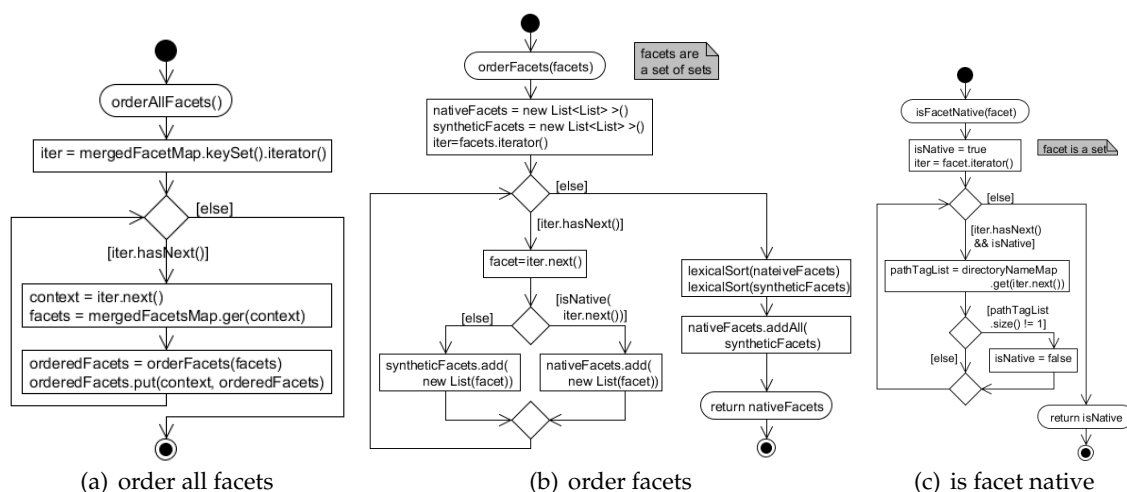 orderAllFacets()
iter = mergedFacetMap.keySet().iterator()
[else]
[iter.hasNext()]
context = iter.next()
facets = mergedFacetsMap.ger(context)
orderedFacets = orderFacets(facets)
orderedFacets.put(context, orderedFacets)
(a) order all facets
orderFacets(facets)
facets are
a set of sets
nativeFacets = new List<List> >()
syntheticFacets = new List<List> >()
iter=facets.iterator()
[else]
[iter.hasNext()]
facet=iter.next()
[isNative(
iter.next())]
[else]
syntheticFacets.add(
new List(facet))
nativeFacets.add(
new List(facet))
lexicalSort(nateiveFacets)
lexicalSort(syntheticFacets)
nativeFacets.addAll(
syntheticFacets)
return nativeFacets
(b) order facets
isFacetNative(facet)
isNative = true
iter = facet.iterator()
facet is a set
[else]
[iter.hasNext()
&& isNative]
pathTagList = directoryNameMap
.get(iter.next())
[pathTagList
.size() != 1]
[else]
isNative = false
return isNative
(c) is facet native